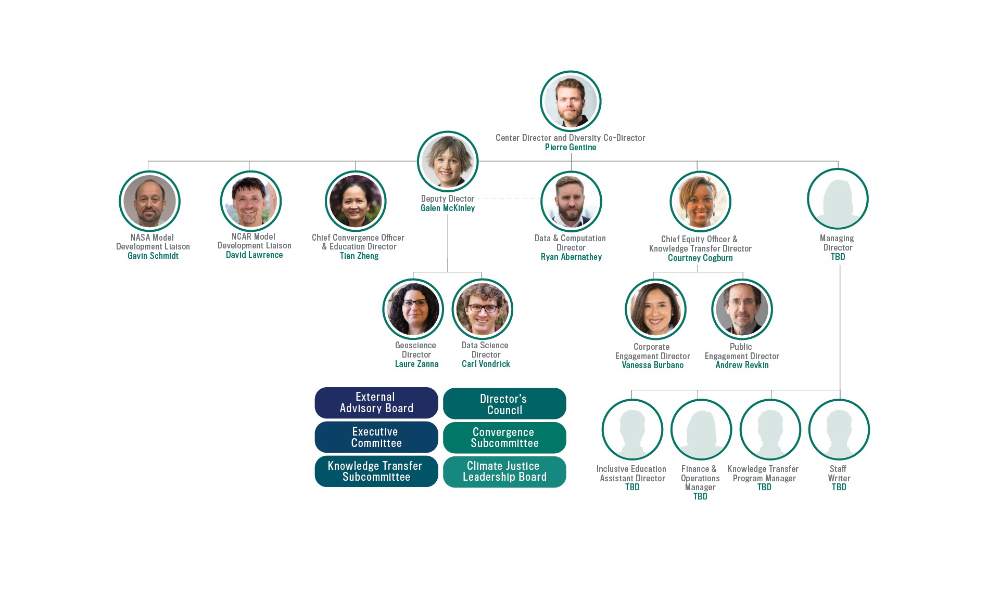 Center Director and Diversity Co-Director
Pierre Gentine
Deputy Diector
Galen McKinley
NASA Model
Development Liaison
Gavin Schmidt
NCAR Model
Development Liaison
David Lawrence
Chief Convergence Officer
& Education Director
Tian Zheng
Data & Computation
Director
Ryan Abernathey
Chief Equity Officer &
Knowledge Transfer Director
Courtney Cogburn
Managing
Director
TBD
Geoscience
Director
Laure Zanna
Data Science
Director
Carl Vondrick
Corporate
Engagement Director
Vanessa Burbano
Public
Engagement Director
Andrew Revkin
External
Advisory Board
Director's
Council
Executive
Committee
Convergence
Subcommittee
Knowledge Transfer
Subcommittee
Climate Justice
Leadership Board
Inclusive Education
Assistant Director
TBD
Finance &
Operations
Manager
TBD
Knowledge Transfer
Program Manager
TBD
Staff
Writer
TBD